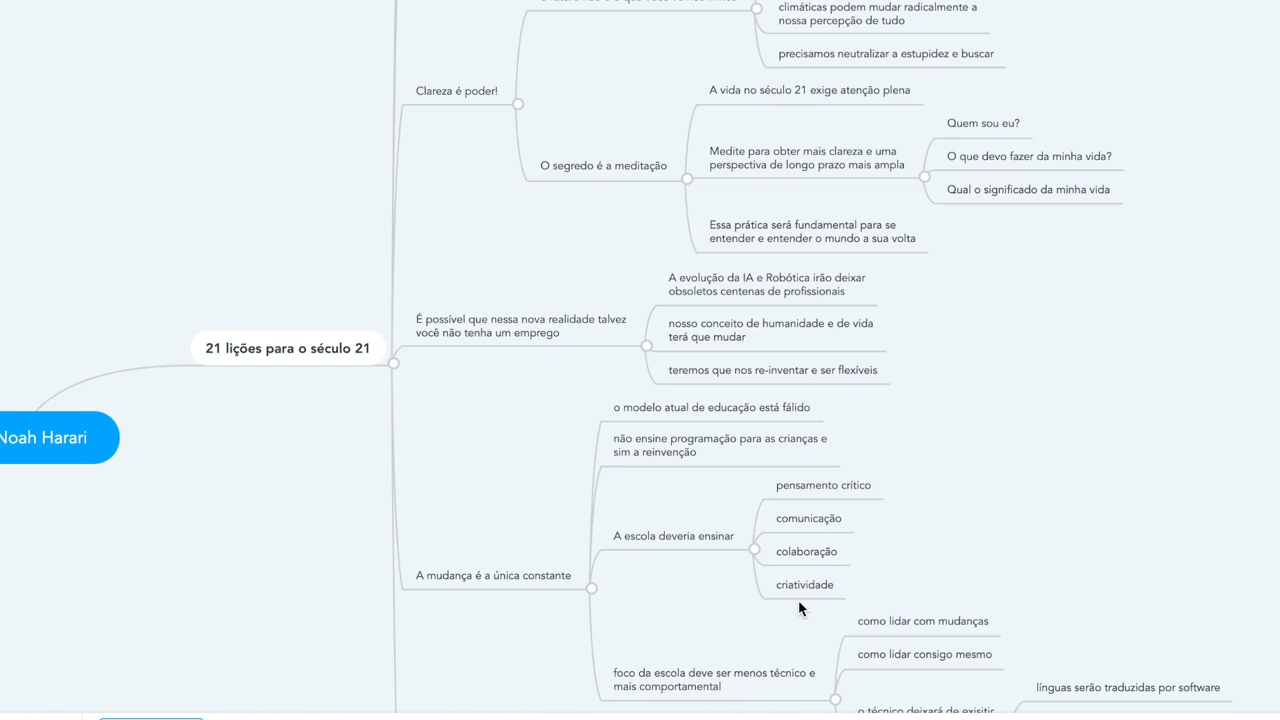 climáticas podem mudar radicalmente a
nossa percepção de tudo
precisamos neutralizar a estupidez e buscar
Clareza é poder!
A vida no século 21 exige atenção plena
Quem sou eu?
O segredo é a meditação
Medite para obter mais clareza e uma
perspectiva de longo prazo mais ampla
O que devo fazer da minha vida?
Qual o significado da minha vida
Essa prática será fundamental para se
entender e entender o mundo a sua volta
A evolução da IA e Robótica irão deixar
obsoletos centenas de profissionais
É possível que nessa nova realidade talvez
você não tenha um emprego
nosso conceito de humanidade e de vida
terá que mudar
21 lições para o século 21
teremos que nos re-inventar e ser flexíveis
Noah Harari
o modelo atual de educação está fálido
não ensine programação para as crianças e
sim a reinvenção
pensamento crítico
A escola deveria ensinar
comunicação
colaboração
criatividade
A mudança é a única constante
como lidar com mudanças
como lidar consigo mesmo
foco da escola deve ser menos técnico e
mais comportamental
línguas serão traduzidas por software
o técnico deixará de exisitir